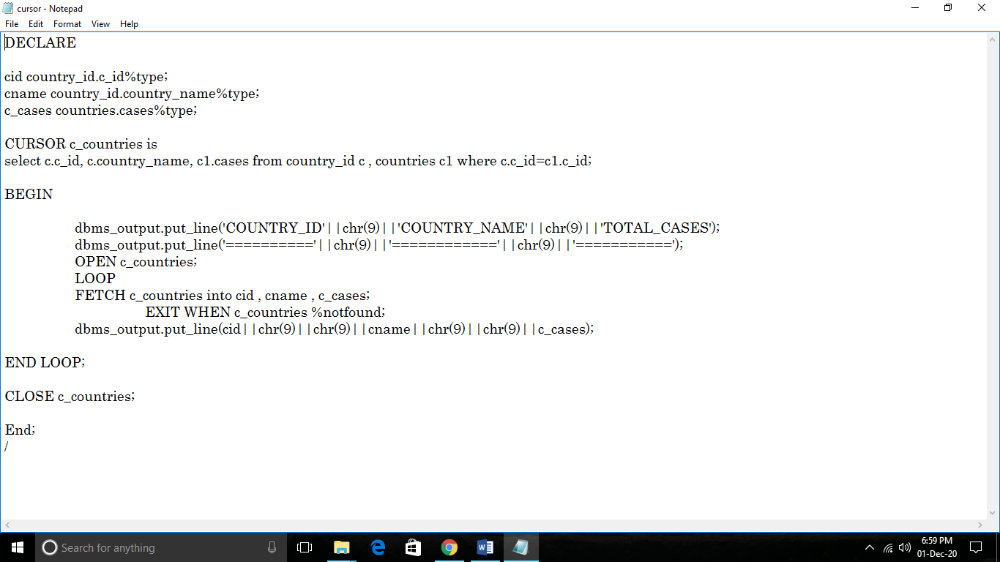 cursor - Notepad
File Edit Format View Help
DECLARE
cid country_id.c_id%type;
cname country_id.country_name%type;
c_cases countries.cases%type;
CURSOR c_countries is
select c.c_id, c.country_name, c1.cases from country_id c , countries c1 where c.c_id=c1.c_id;
BEGIN
dbms_output.put_line('COUNTRY_ID'||chr(9)||'COUNTRY_NAME'||chr(9)||'TOTAL_CASES');
dbms_output.put_line('=========='||chr(9)||'============'||chr(9)||'===========');
OPEN c_countries;
LOOP
FETCH c_countries into cid , cname , c_cases;
EXIT WHEN c_countries %notfound;
dbms_output.put_line(cid||chr(9)||chr(9)||cname||chr(9)||chr(9)||c_cases);
END LOOP;
CLOSE c_countries;
End;
/
Search for anything
6:59 PM
01-Dec-20